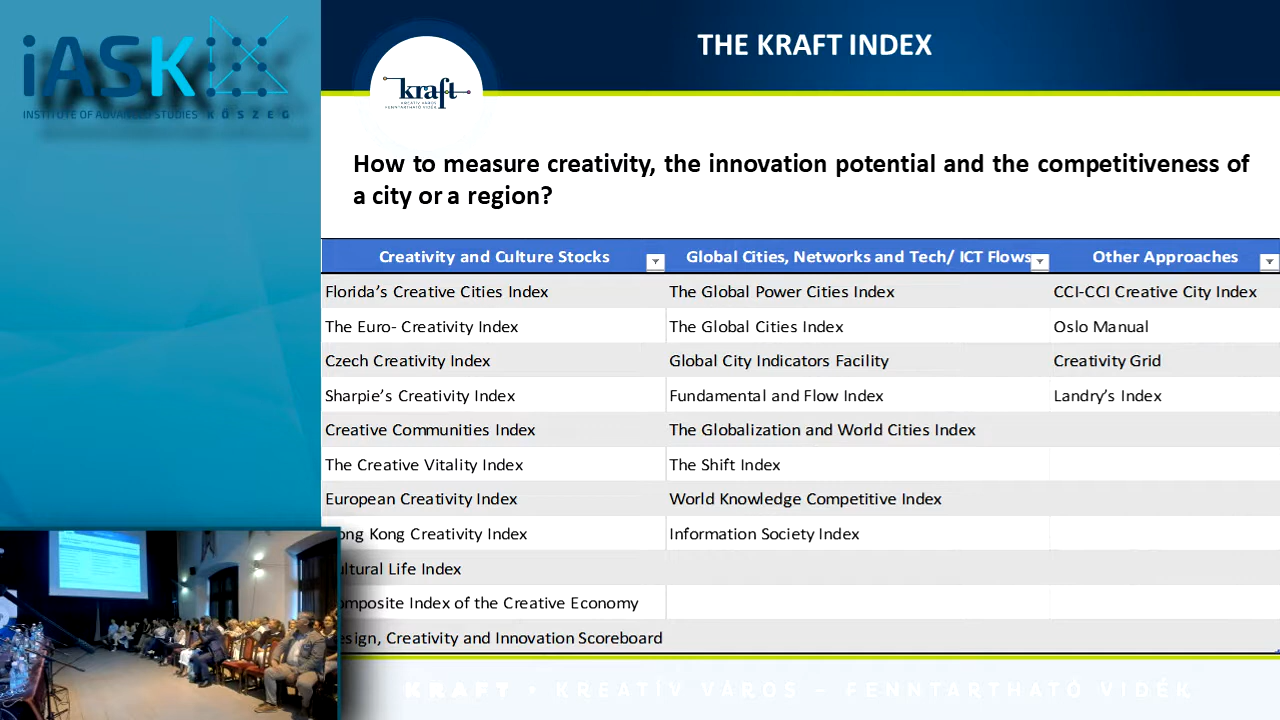 iASK
INSTITUTE OF ADVANCED STUDIES KŐSZEG
kraft
KREATÍV VÁROS
FENNTARTHATÓ VIDÉK
THE KRAFT INDEX
How to measure creativity, the innovation potential and the competitiveness of
a city or a region?
Creativity and Culture Stocks Global Cities, Networks and Tech/ ICT Flows Other Approaches
Florida’s Creative Cities Index The Global Power Cities Index CCI-CCI Creative City Index
The Euro- Creativity Index The Global Cities Index Oslo Manual
Czech Creativity Index Global City Indicators Facility Creativity Grid
Sharpie’s Creativity Index Fundamental and Flow Index Landry’s Index
Creative Communities Index The Globalization and World Cities Index
The Creative Vitality Index The Shift Index
European Creativity Index World Knowledge Competitive Index
ong Kong Creativity Index Information Society Index
ultural Life Index
omposite Index of the Creative Economy
esign, Creativity and Innovation Scoreboard
KRAFT • KREATÍV VÁROS – FENNTARTHATÓ VIDÉK